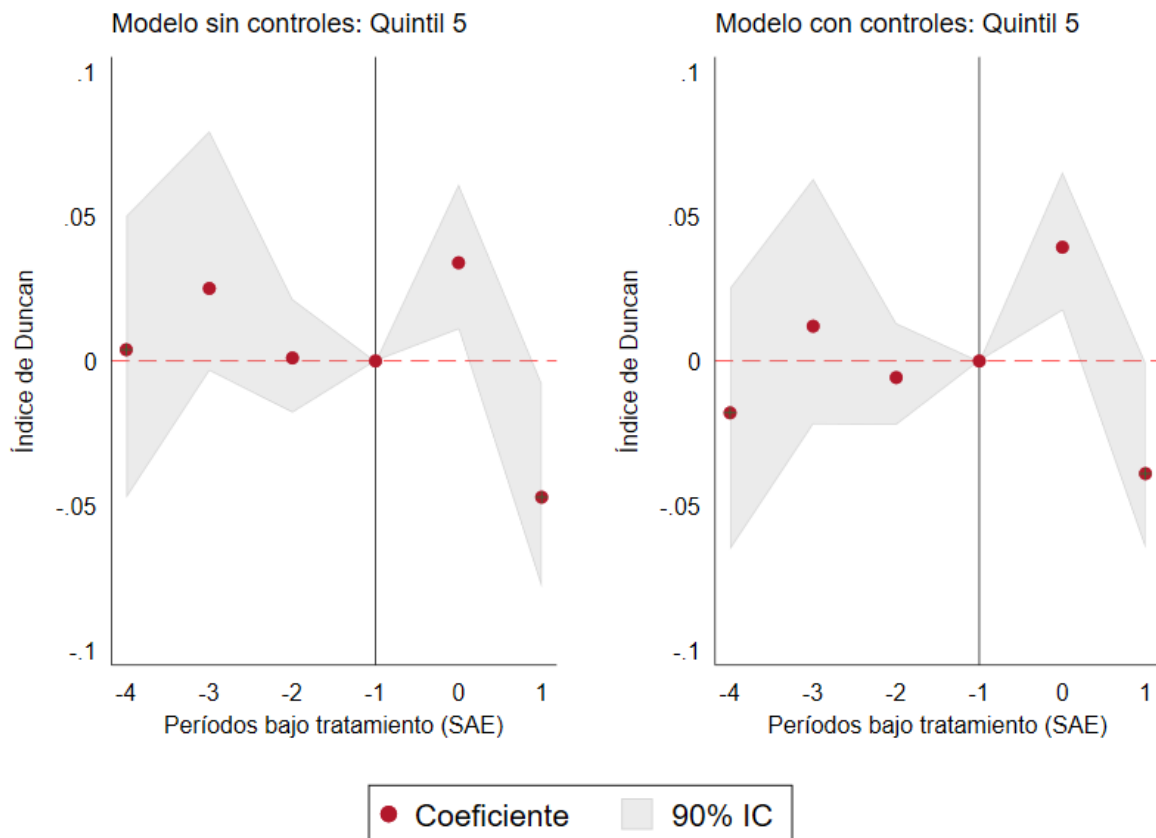 Modelo sin controles: Quintil 5
.1
.05
0
-.05
-.1
Índice de Duncan
-4 -3 -2 -1 0 1
Períodos bajo tratamiento (SAE)
Modelo con controles: Quintil 5
.1
.05
0
-.05
-.1
Índice de Duncan
-4 -3 -2 -1 0 1
Períodos bajo tratamiento (SAE)
Coeficiente 90% IC